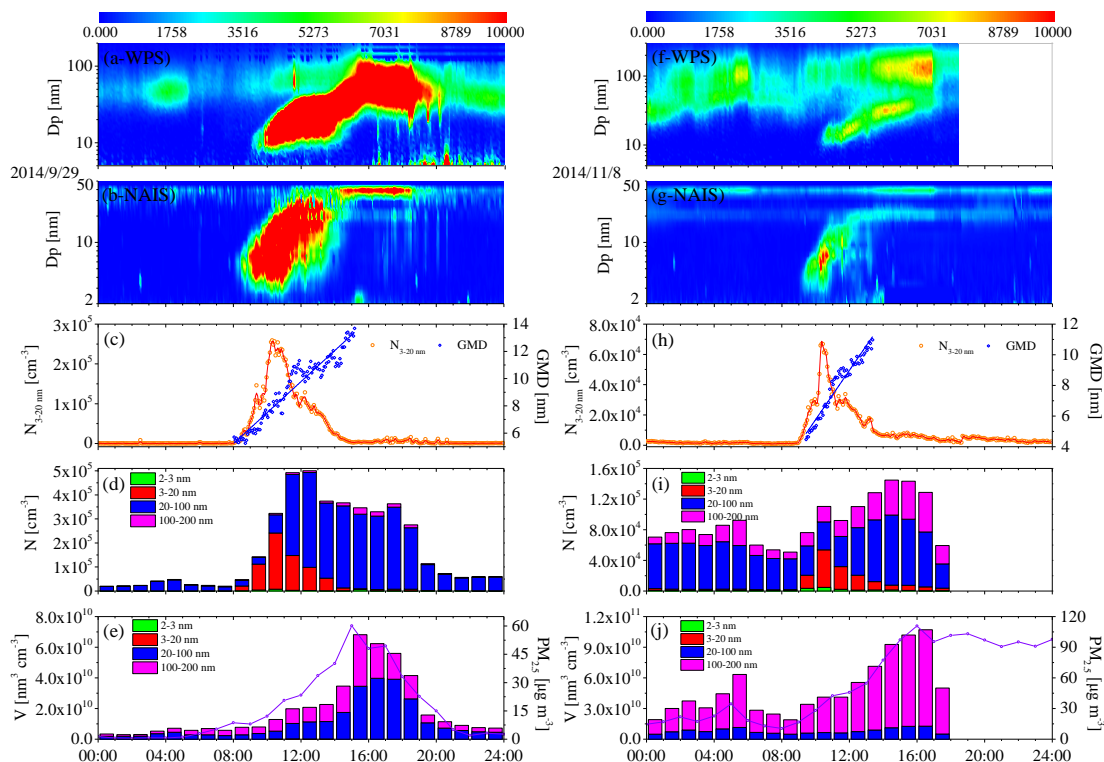 0.000 1758 3516 5273 7031 8789 10000
0.000 1758 3516 5273 7031 8789 10000
(a-WPS)
Dp [nm]
100
10
2014/9/29
(b-NAIS)
Dp [nm]
50
10
2
(c)
N3-20 nm [cm-3]
3x10^5
2x10^5
1x10^5
0
N3-20 nm
GMD
14
12
10
8
6
GMD
[nm]
(d)
N [cm-3]
5x10^5
4x10^5
3x10^5
2x10^5
1x10^5
0
2-3 nm
3-20 nm
20-100 nm
100-200 nm
(e)
V [nm3 cm-3]
8.0x10^10
6.0x10^10
4.0x10^10
2.0x10^10
0.0
2-3 nm
3-20 nm
20-100 nm
100-200 nm
60
45
30
15
0
PM2.5
[μg m-3]
00:00 04:00 08:00 12:00 16:00 20:00 24:00
(f-WPS)
Dp [nm]
100
10
2014/11/8
(g-NAIS)
Dp [nm]
50
10
2
(h)
N3-20 nm [cm-3]
8.0x10^4
6.0x10^4
4.0x10^4
2.0x10^4
0.0
N3-20 nm
GMD
12
10
8
6
4
GMD
[nm]
(i)
N [cm-3]
1.6x10^5
1.2x10^5
8.0x10^4
4.0x10^4
0.0
2-3 nm
3-20 nm
20-100 nm
100-200 nm
(j)
V [nm3 cm-3]
1.2x10^11
9.0x10^10
6.0x10^10
3.0x10^10
0.0
2-3 nm
3-20 nm
20-100 nm
100-200 nm
120
90
60
30
0
PM2.5
[μg m-3]
00:00 04:00 08:00 12:00 16:00 20:00 24:00